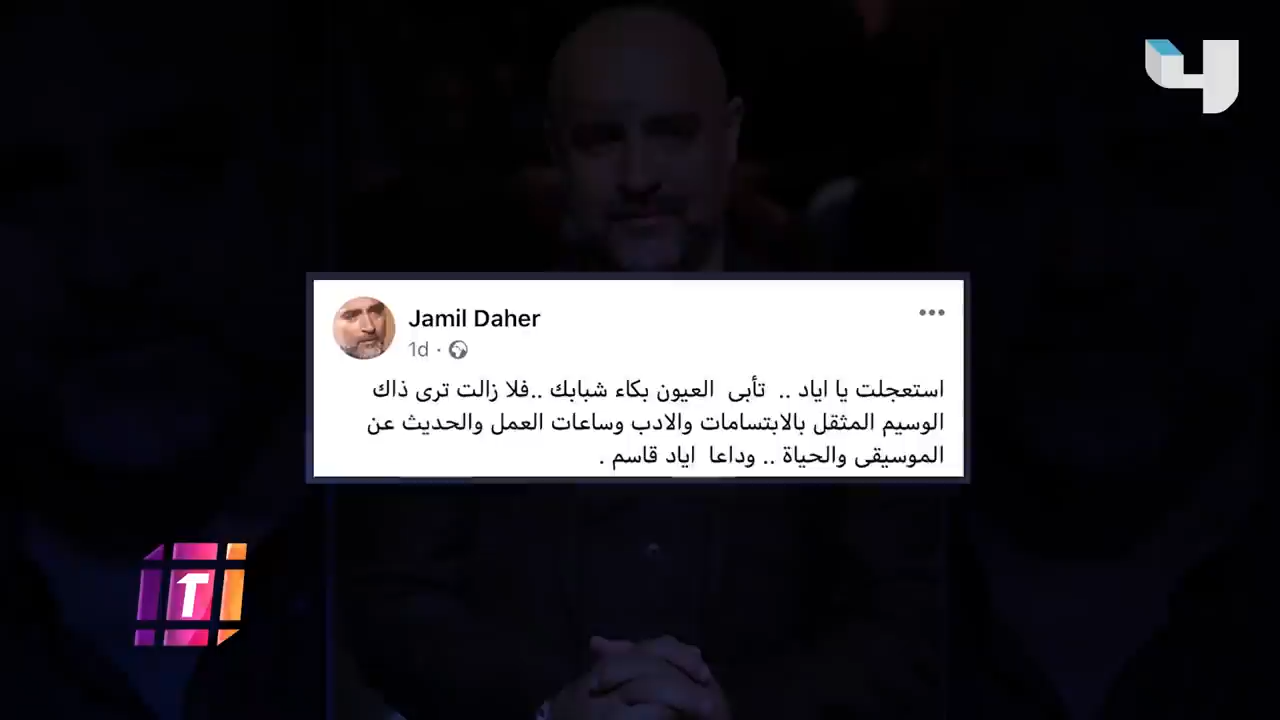 Jamil Daher
1d ·
استعجلت يا اياد .. تأبى العيون بكاء شبابك ..فلا زالت ترى ذاك
الوسيم المثقل بالابتسامات والادب وساعات العمل والحديث عن
الموسيقى والحياة .. وداعا اياد قاسم .
T